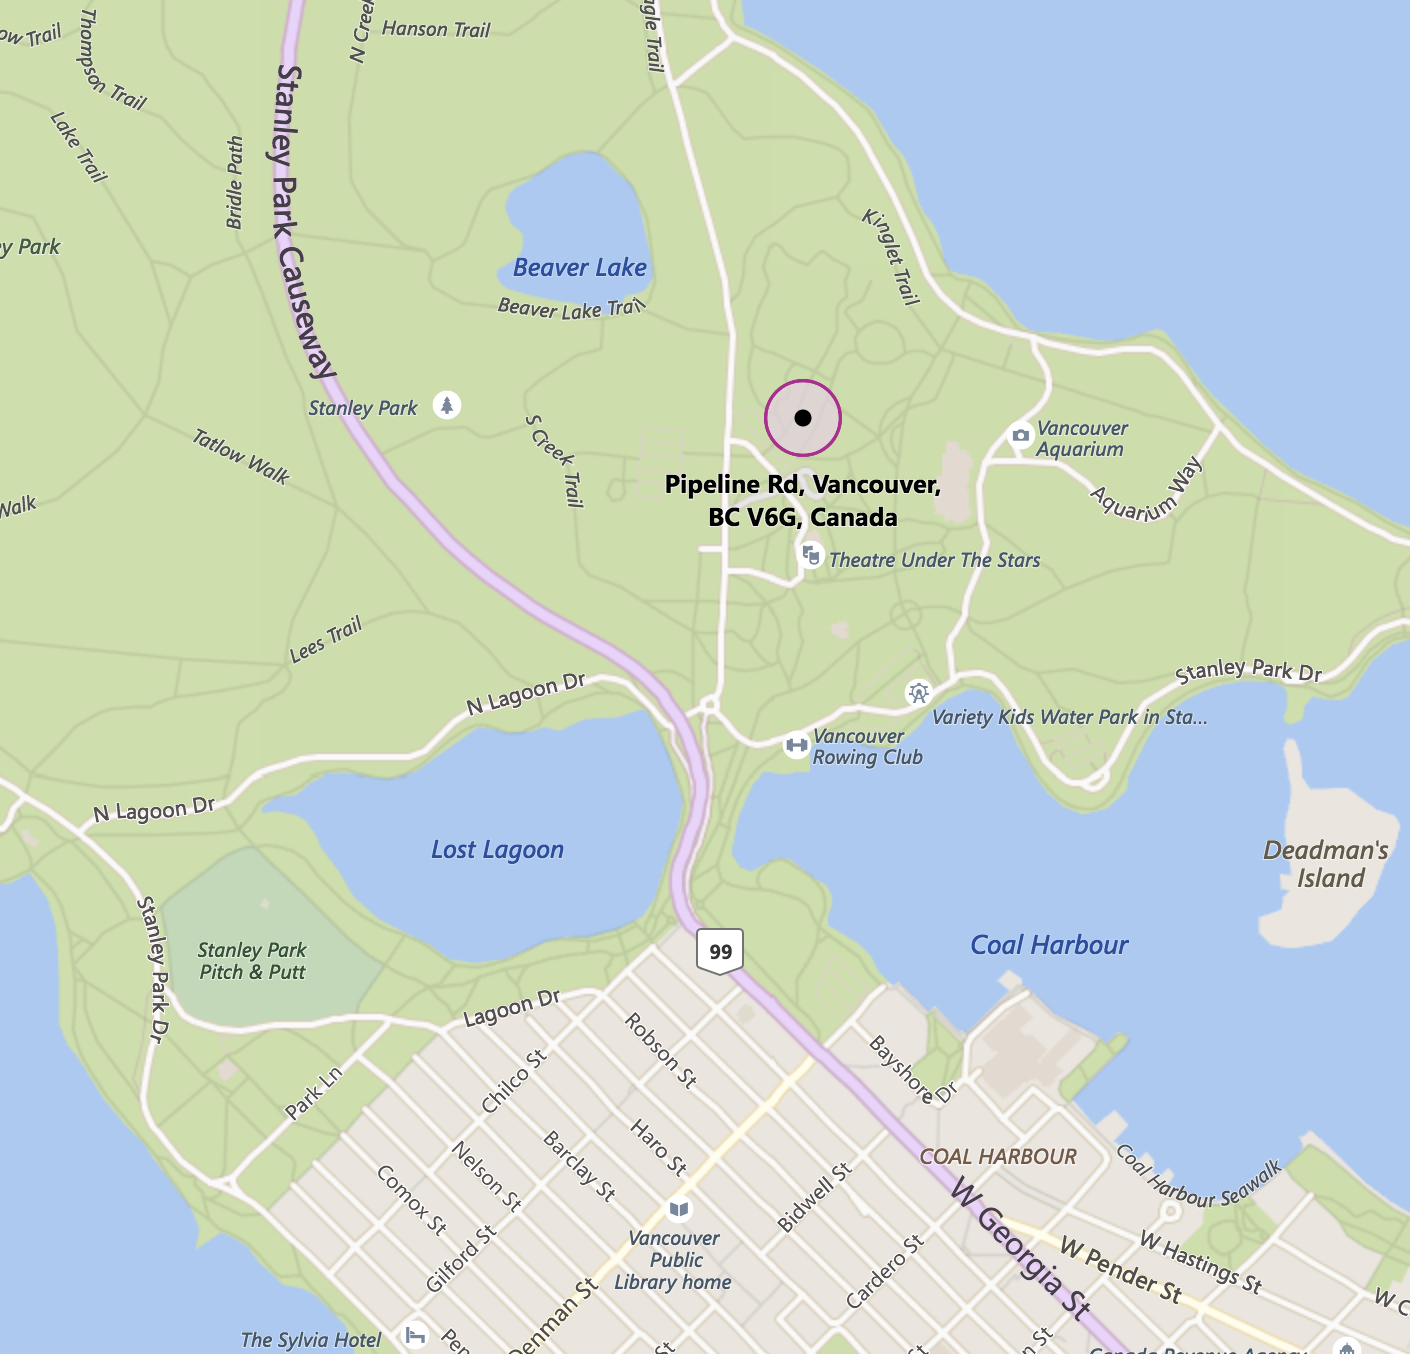 Hanson Trail
Thompson Trail
Trail
Lake Trail
Bridle Path
Stanley Park Causeway
Kinglet Trail
Park
Beaver Lake
Beaver Lake Trail
Stanley Park
S Creek Trail
Tatlow Walk
Walk
Vancouver
Aquarium
Aquarium Way
Pipeline Rd, Vancouver,
BC V6G, Canada
Theatre Under The Stars
Lees Trail
N Lagoon Dr
Stanley Park Dr
Variety Kids Water Park in Sta...
Vancouver
Rowing Club
N Lagoon Dr
Lost Lagoon
Deadman's
Island
Stanley Park Dr
Stanley Park
Pitch & Putt
99
Coal Harbour
Lagoon Dr
Robson St
Bayshore Dr
Chilco St
Park Ln
Haro St
Barclay St
Nelson St
Comox St
COAL HARBOUR
Coal Harbour Seawalk
Bidwell St
W Georgia St
Vancouver
Public
Library home
Gilford St
Cardero St
W Pender St
W Hastings St
Denman St
The Sylvia Hotel